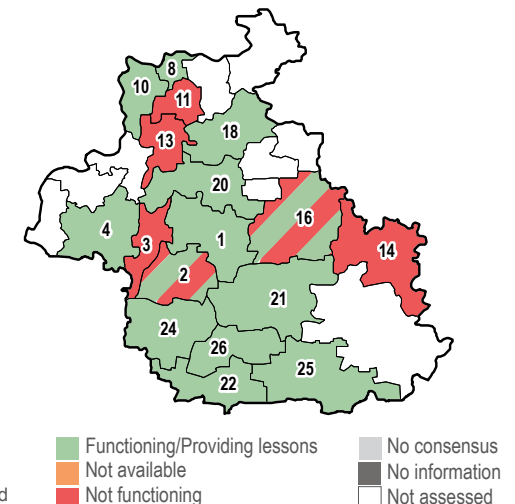 8
10
11
13
18
20
16
4
3
1
14
2
21
24
26
25
22
Functioning/Providing lessons
No consensus
Not available
No information
d
Not functioning
Not assessed